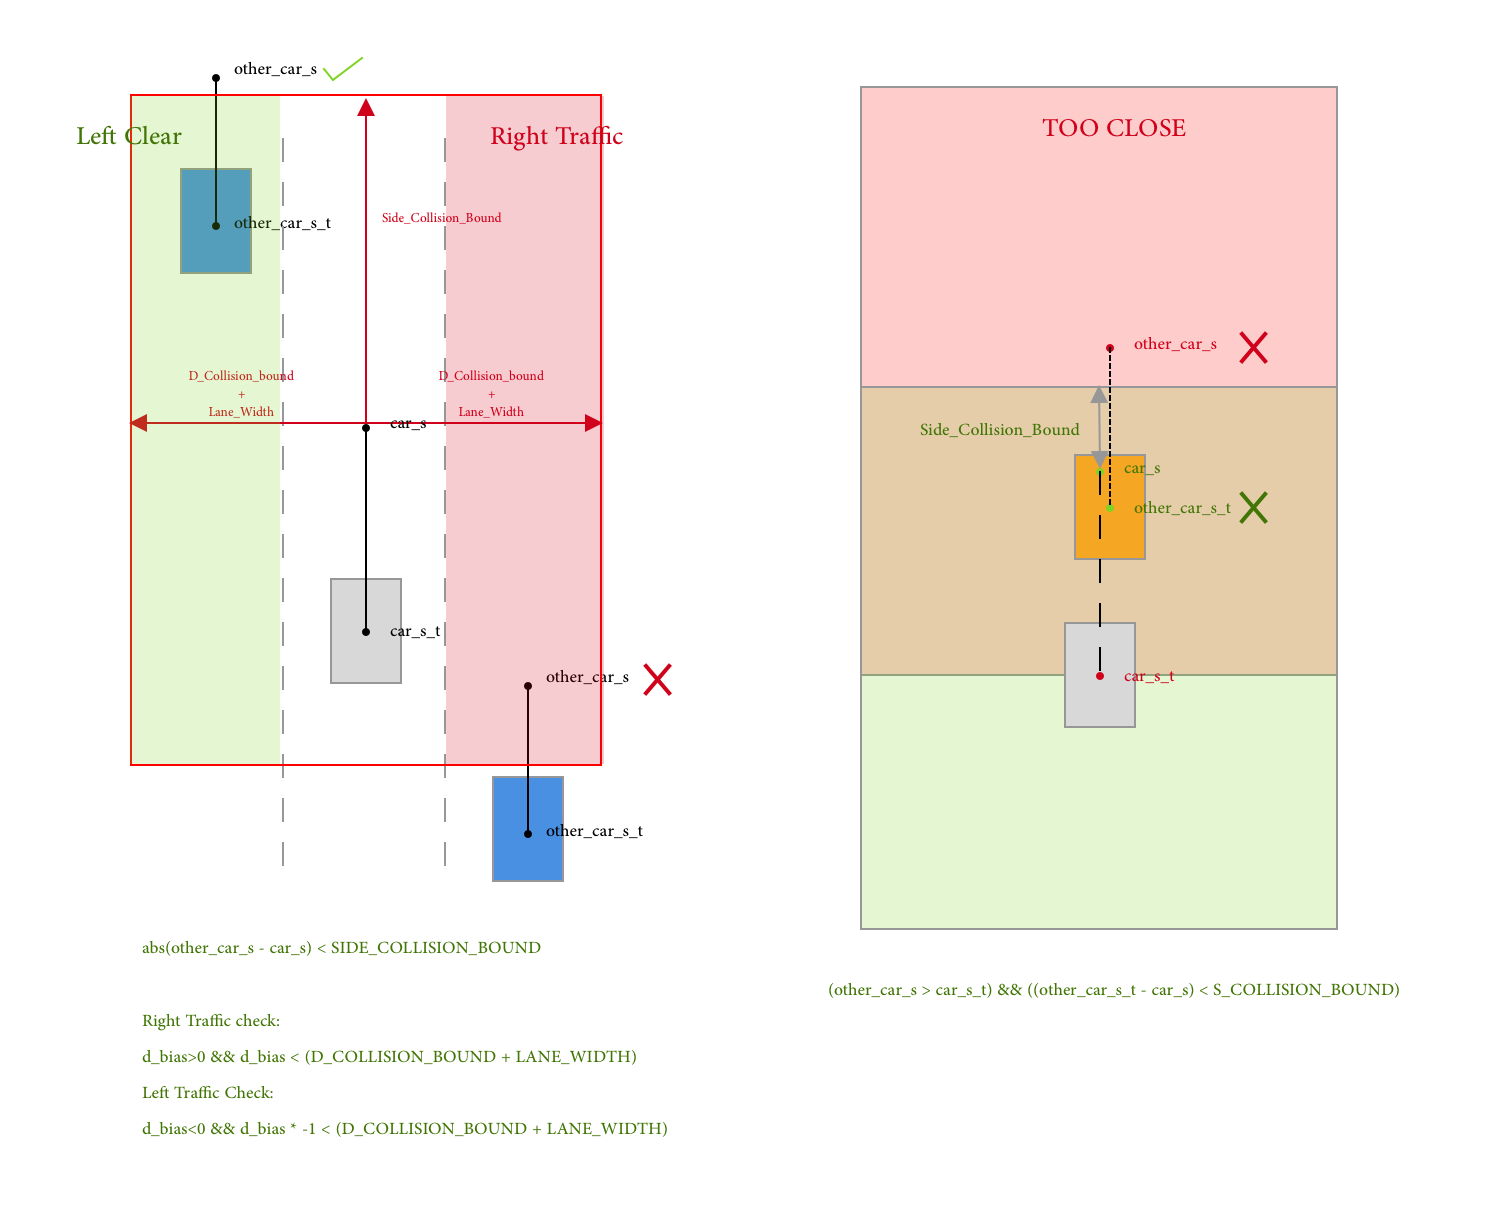 other_car_s
Left Clear
Right Traffic
Side_Collision_Bound
other_car_s_t
D_Collision_bound
+
Lane_Width
D_Collision_bound
+
Lane_Width
car_s
car_s_t
other_car_s
other_car_s_t
abs(other_car_s - car_s) < SIDE_COLLISION_BOUND
Right Traffic check:
d_bias>0 && d_bias < (D_COLLISION_BOUND + LANE_WIDTH)
Left Traffic Check:
d_bias<0 && d_bias * -1 < (D_COLLISION_BOUND + LANE_WIDTH)
TOO CLOSE
other_car_s
Side_Collision_Bound
car_s
other_car_s_t
car_s_t
(other_car_s > car_s_t) && ((other_car_s_t - car_s) < S_COLLISION_BOUND)